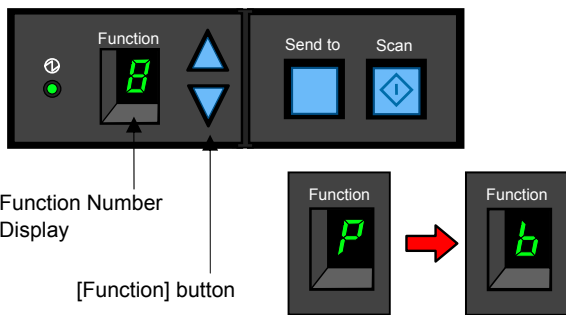 Function
Send to
Scan
8
Function Number
Display
[Function] button
Function
Function
P
b